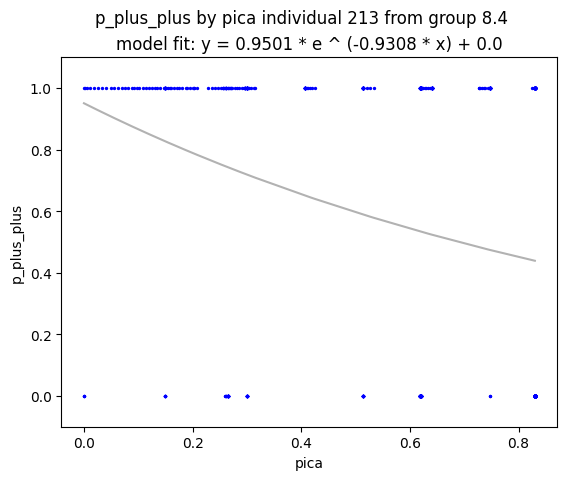 p_plus_plus by pica individual 213 from group 8.4
model fit: y = 0.9501 * e ^ (-0.9308 * x) + 0.0
1.0
0.8
0.6
0.4
0.2
0.0
p_plus_plus
0.0 0.2 0.4 0.6 0.8
pica